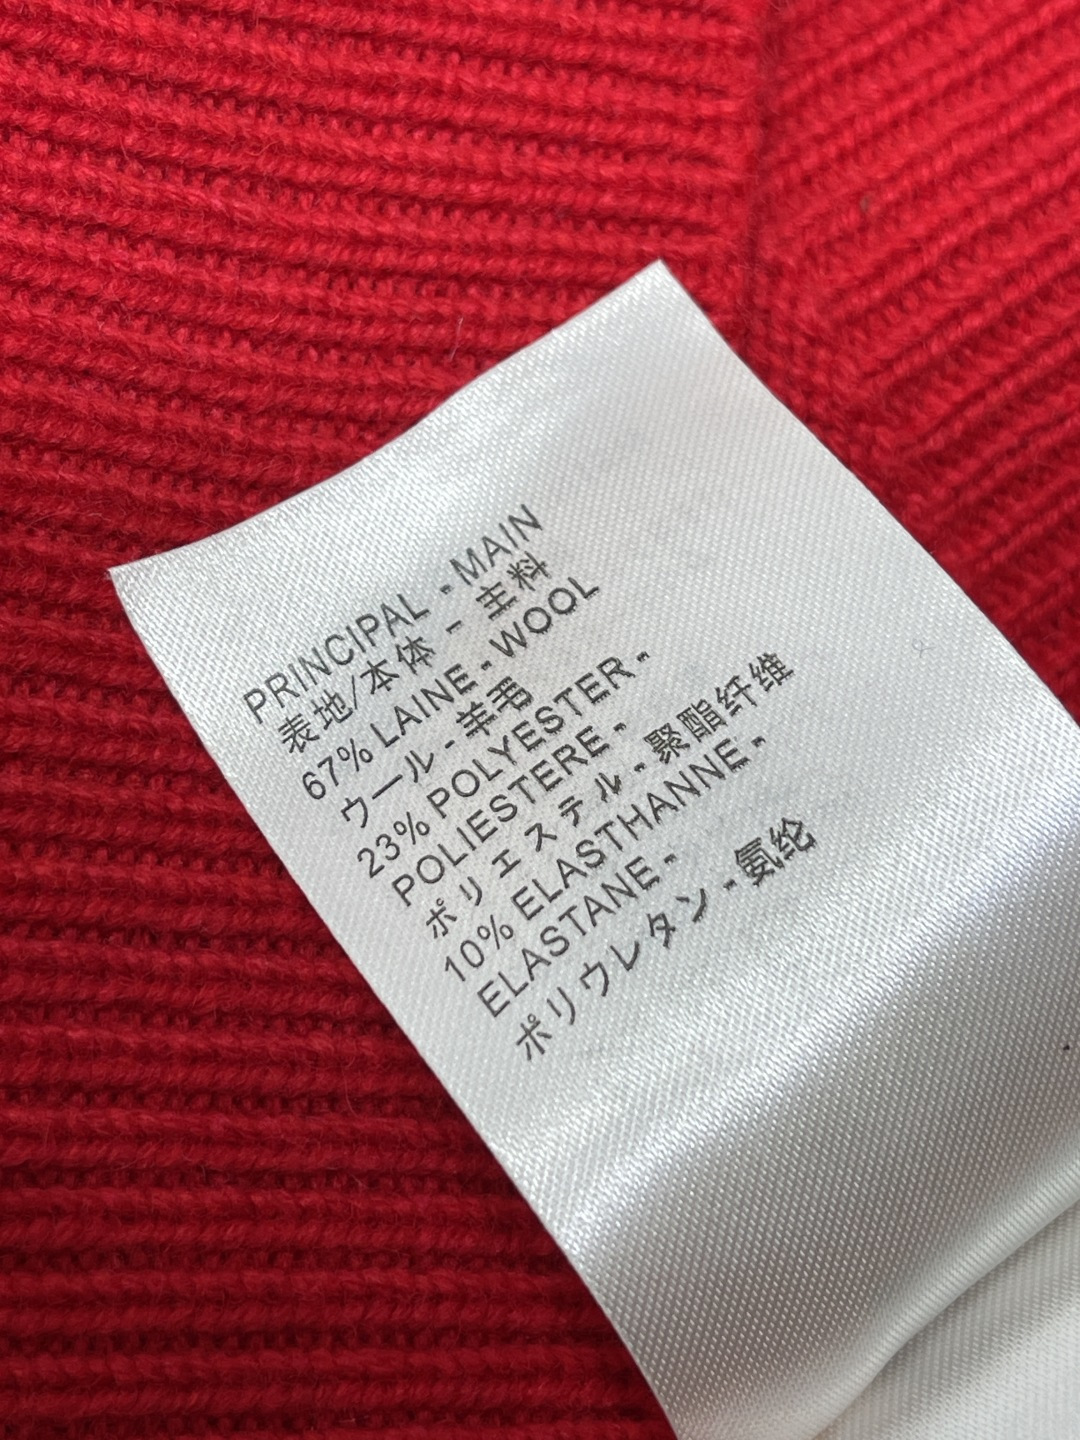 PRINCIPAL - MAIN
表地/本体 - 主料
67% LAINE - WOOL
ウール - 羊毛
23% POLYESTER -
POLIESTERE -
ポリエステル - 聚酯纤维
10% ELASTHANNE -
ELASTANE -
ポリウレタン - 氨纶